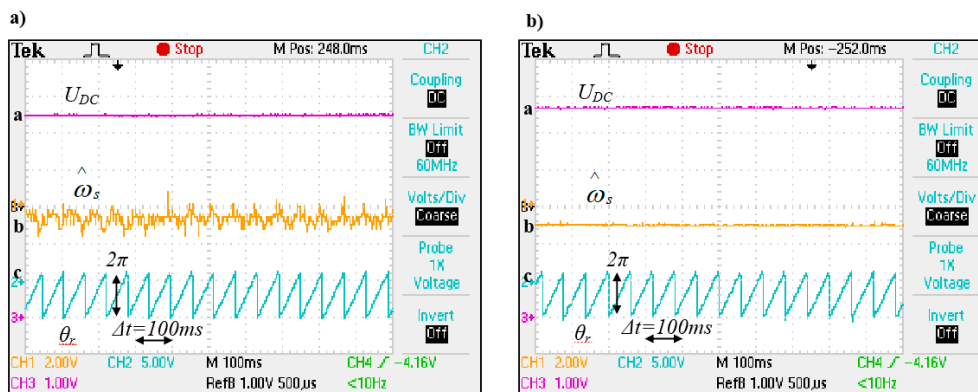 a)
Tek Stop M Pos: 248.0ms CH2
U_DC
a
Coupling
DC
BW Limit
Off
60MHz
ω̂_s
b
Volts/Div
Coarse
c
2π
Probe
1X
Voltage
2+
3+
θ_r
Δt=100ms
Invert
Off
CH1 2.00V CH2 5.00V M 100ms CH4 ∫ -4.16V
CH3 1.00V RefB 1.00V 500µs <10Hz
b)
Tek Stop M Pos: -252.0ms CH2
U_DC
a
Coupling
DC
BW Limit
Off
60MHz
ω̂_s
b
Volts/Div
Coarse
c
2π
Probe
1X
Voltage
2+
3+
θ_r
Δt=100ms
Invert
Off
CH1 2.00V CH2 5.00V M 100ms CH4 ∫ -4.16V
CH3 1.00V RefB 1.00V 500µs <10Hz